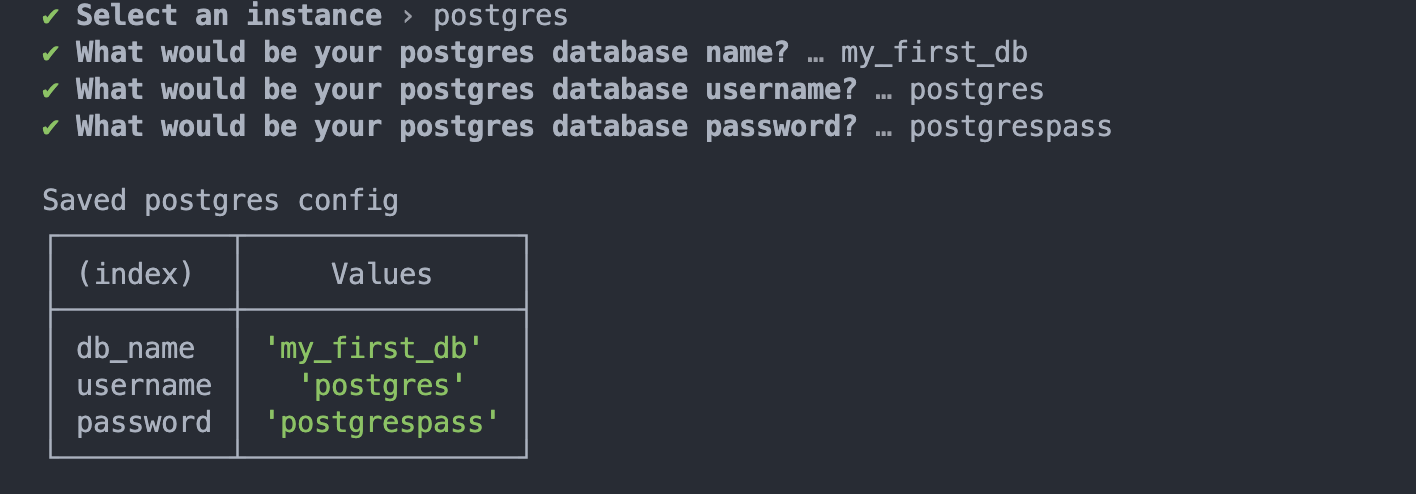 ✔ Select an instance › postgres
✔ What would be your postgres database name? … my_first_db
✔ What would be your postgres database username? … postgres
✔ What would be your postgres database password? … postgrespass
Saved postgres config
(index) Values
db_name 'my_first_db'
username 'postgres'
password 'postgrespass'